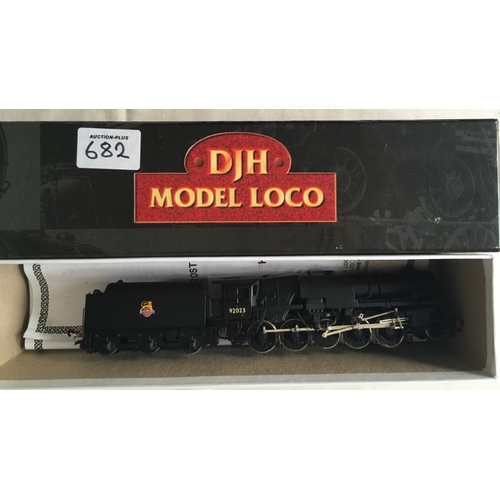 AUCTION-PLUS
682
DJH
MODEL LOCO
92023